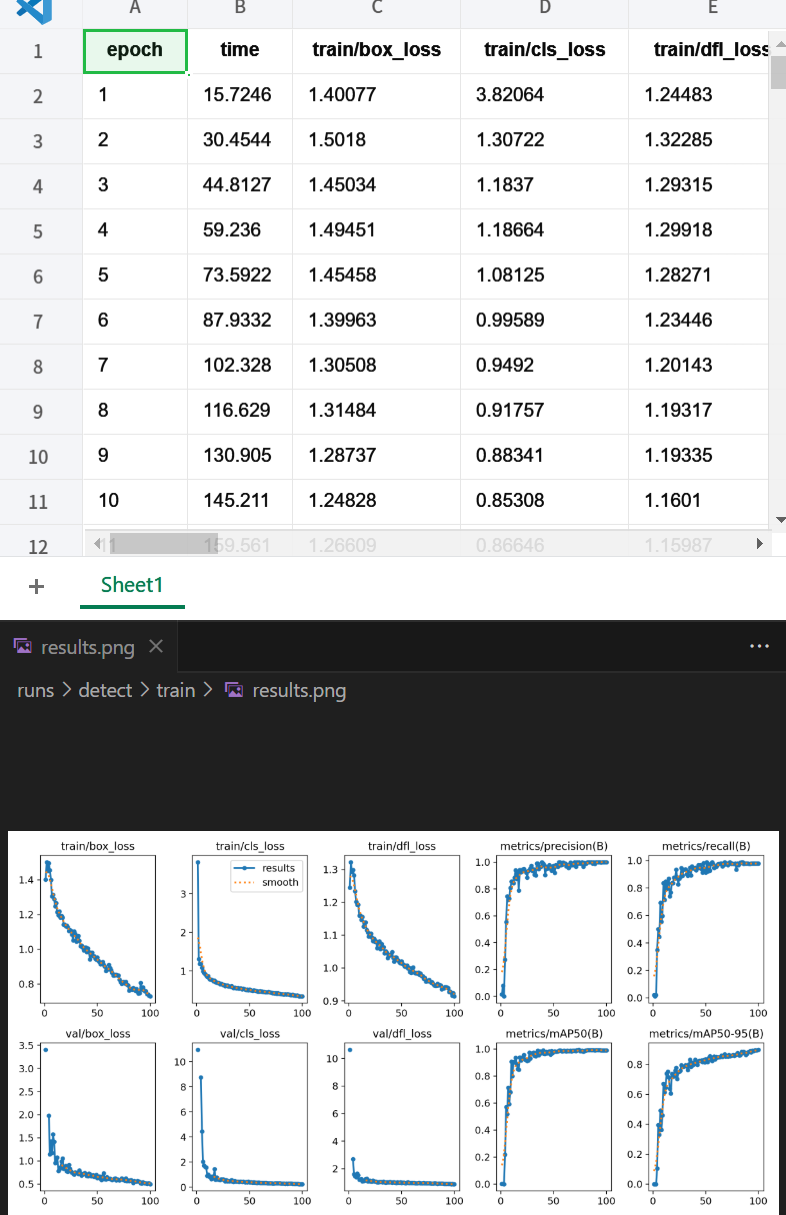 A B C D E
1 epoch time train/box_loss train/cls_loss train/dfl_loss
2 1 15.7246 1.40077 3.82064 1.24483
3 2 30.4544 1.5018 1.30722 1.32285
4 3 44.8127 1.45034 1.1837 1.29315
5 4 59.236 1.49451 1.18664 1.29918
6 5 73.5922 1.45458 1.08125 1.28271
7 6 87.9332 1.39963 0.99589 1.23446
8 7 102.328 1.30508 0.9492 1.20143
9 8 116.629 1.31484 0.91757 1.19317
10 9 130.905 1.28737 0.88341 1.19335
11 10 145.211 1.24828 0.85308 1.1601
12 11 159.561 1.26609 0.86646 1.15987
+ Sheet1
results.png ×
runs > detect > train > results.png
train/box_loss train/cls_loss train/dfl_loss metrics/precision(B) metrics/recall(B)
results
smooth
1.4 1.2 1.0 0.8
3 2 1
1.3 1.2 1.1 1.0 0.9
1.0 0.8 0.6 0.4 0.2 0.0
1.0 0.8 0.6 0.4 0.2 0.0
0 50 100 0 50 100 0 50 100 0 50 100 0 50 100
val/box_loss val/cls_loss val/dfl_loss metrics/mAP50(B) metrics/mAP50-95(B)
3.5 3.0 2.5 2.0 1.5 1.0 0.5
10 8 6 4 2 0
10 8 6 4 2
1.0 0.8 0.6 0.4 0.2 0.0
0.8 0.6 0.4 0.2 0.0
0 50 100 0 50 100 0 50 100 0 50 100 0 50 100